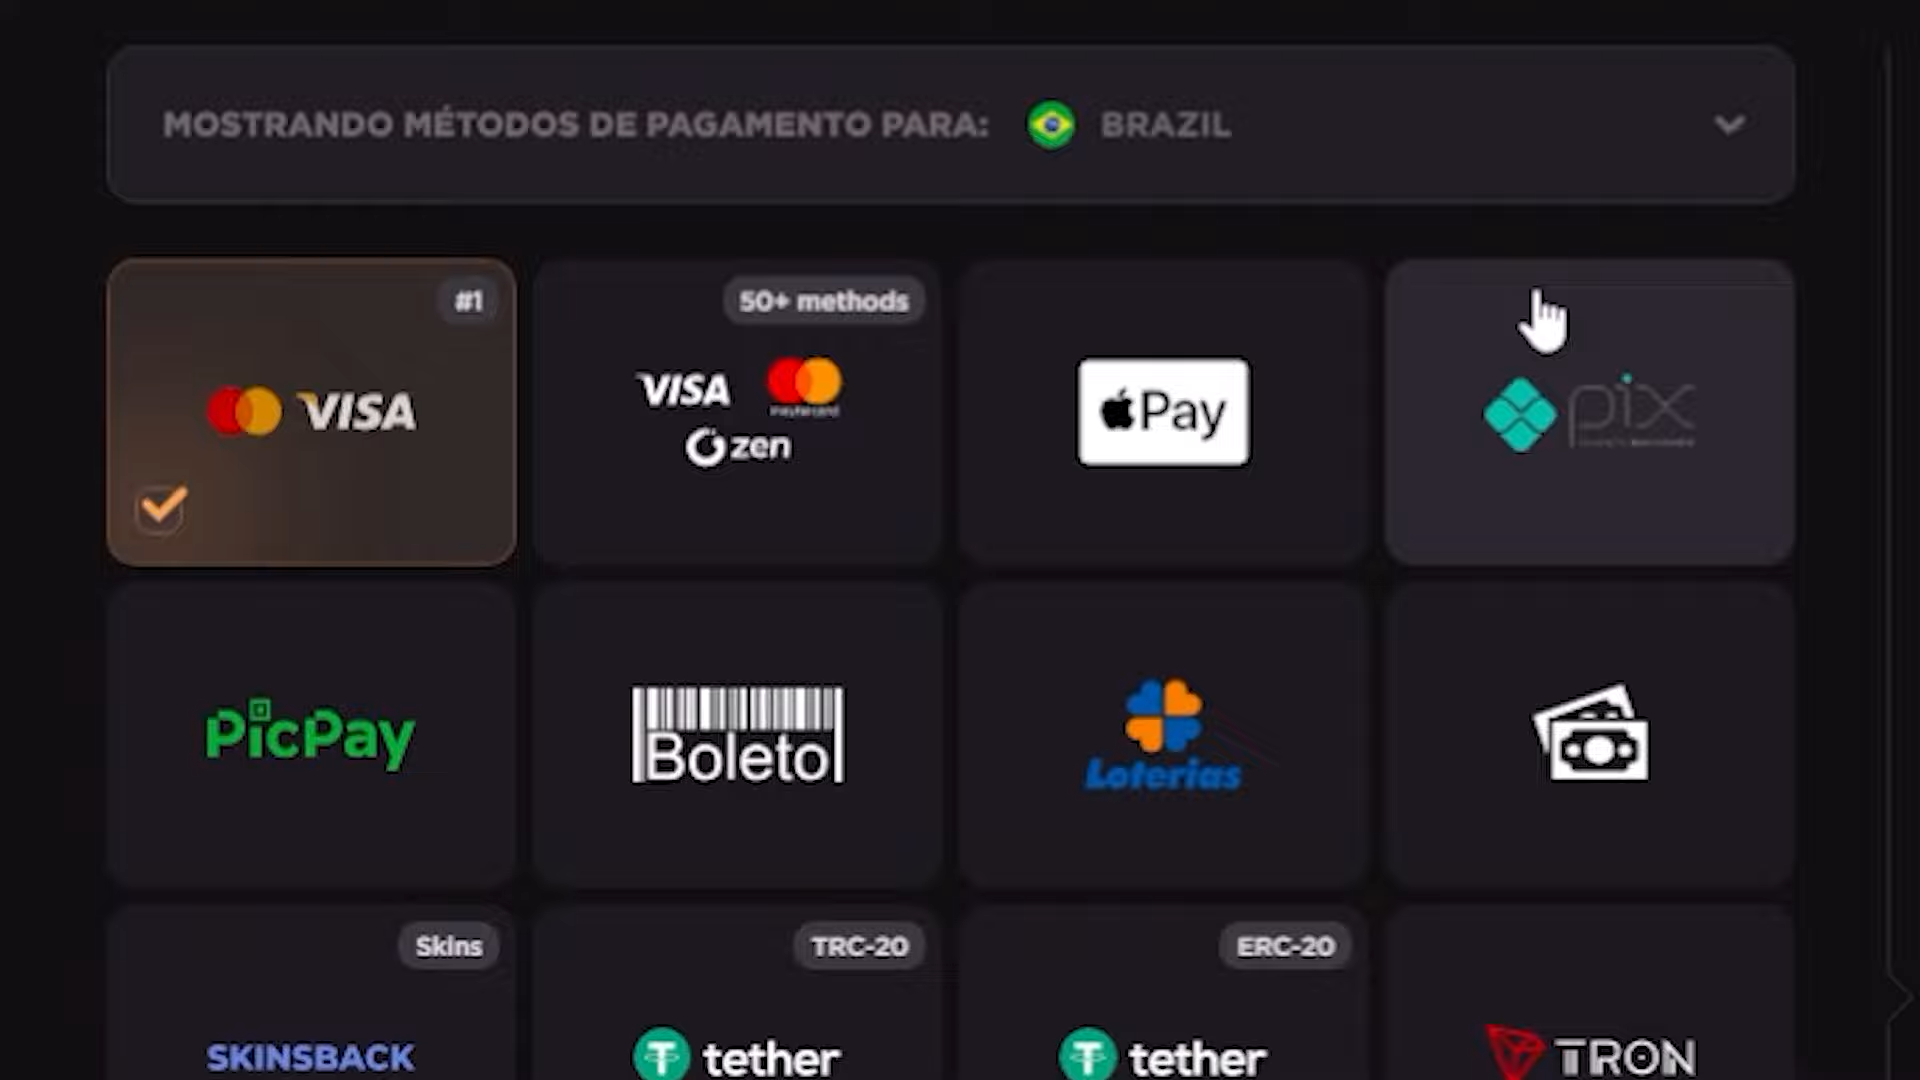 MOSTRANDO MÉTODOS DE PAGAMENTO PARA: BRAZIL
#1
VISA
50+ methods
VISA
zen
Pay
pix
PicPay
Boleto
Loterias
Skins
SKINSBACK
TRC-20
tether
ERC-20
tether
TRON